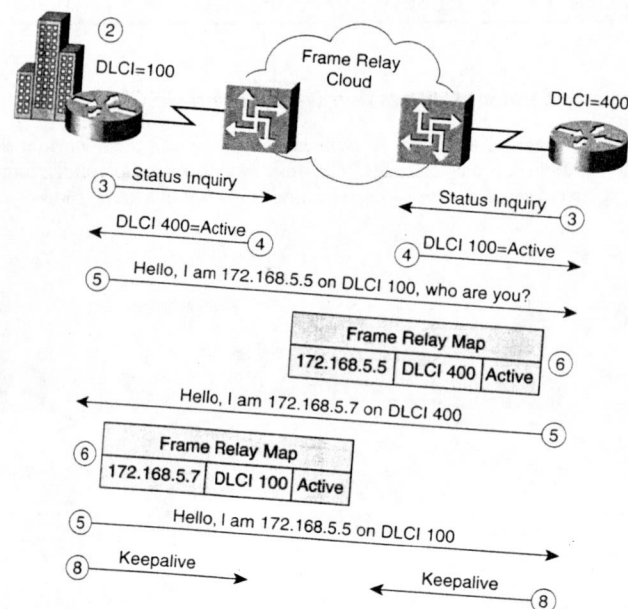 ②
Frame Relay
Cloud
DLCI=100
DLCI=400
③ Status Inquiry
Status Inquiry ③
DLCI 400=Active ④
④ DLCI 100=Active
⑤ Hello, I am 172.168.5.5 on DLCI 100, who are you?
Frame Relay Map
172.168.5.5 DLCI 400 Active ⑥
Hello, I am 172.168.5.7 on DLCI 400 ⑤
⑥ Frame Relay Map
172.168.5.7 DLCI 100 Active
⑤ Hello, I am 172.168.5.5 on DLCI 100
⑧ Keepalive
Keepalive ⑧